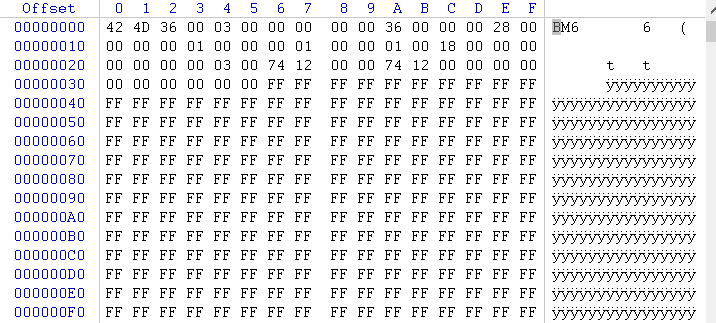 Offset 0 1 2 3 4 5 6 7 8 9 A B C D E F
00000000 42 4D 36 00 03 00 00 00 00 00 36 00 00 00 28 00 BM6 6 (
00000010 00 00 00 01 00 00 00 01 00 00 01 00 18 00 00 00
00000020 00 00 00 00 03 00 74 12 00 00 74 12 00 00 00 00 t t
00000030 00 00 00 00 00 00 FF FF FF FF FF FF FF FF FF FF ÿÿÿÿÿÿÿÿÿÿ
00000040 FF FF FF FF FF FF FF FF FF FF FF FF FF FF FF FF ÿÿÿÿÿÿÿÿÿÿÿÿÿÿÿÿ
00000050 FF FF FF FF FF FF FF FF FF FF FF FF FF FF FF FF ÿÿÿÿÿÿÿÿÿÿÿÿÿÿÿÿ
00000060 FF FF FF FF FF FF FF FF FF FF FF FF FF FF FF FF ÿÿÿÿÿÿÿÿÿÿÿÿÿÿÿÿ
00000070 FF FF FF FF FF FF FF FF FF FF FF FF FF FF FF FF ÿÿÿÿÿÿÿÿÿÿÿÿÿÿÿÿ
00000080 FF FF FF FF FF FF FF FF FF FF FF FF FF FF FF FF ÿÿÿÿÿÿÿÿÿÿÿÿÿÿÿÿ
00000090 FF FF FF FF FF FF FF FF FF FF FF FF FF FF FF FF ÿÿÿÿÿÿÿÿÿÿÿÿÿÿÿÿ
000000A0 FF FF FF FF FF FF FF FF FF FF FF FF FF FF FF FF ÿÿÿÿÿÿÿÿÿÿÿÿÿÿÿÿ
000000B0 FF FF FF FF FF FF FF FF FF FF FF FF FF FF FF FF ÿÿÿÿÿÿÿÿÿÿÿÿÿÿÿÿ
000000C0 FF FF FF FF FF FF FF FF FF FF FF FF FF FF FF FF ÿÿÿÿÿÿÿÿÿÿÿÿÿÿÿÿ
000000D0 FF FF FF FF FF FF FF FF FF FF FF FF FF FF FF FF ÿÿÿÿÿÿÿÿÿÿÿÿÿÿÿÿ
000000E0 FF FF FF FF FF FF FF FF FF FF FF FF FF FF FF FF ÿÿÿÿÿÿÿÿÿÿÿÿÿÿÿÿ
000000F0 FF FF FF FF FF FF FF FF FF FF FF FF FF FF FF FF ÿÿÿÿÿÿÿÿÿÿÿÿÿÿÿÿ